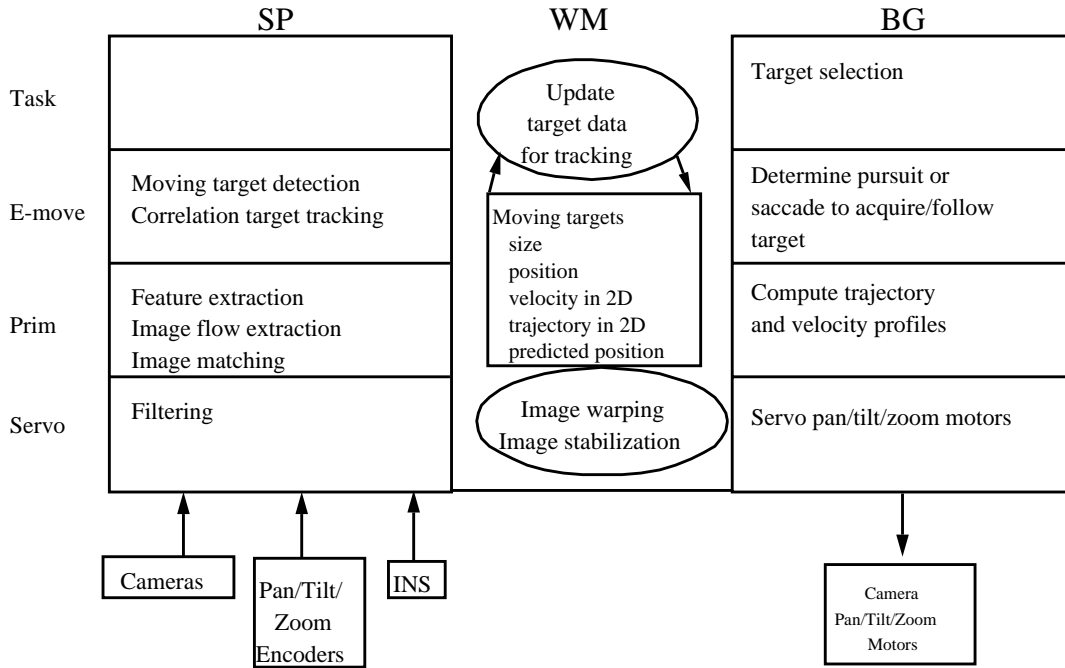 SP
WM
BG
Task
Update
target data
for tracking
Target selection
E-move
Moving target detection
Correlation target tracking
Moving targets
size
position
velocity in 2D
trajectory in 2D
predicted position
Determine pursuit or
saccade to acquire/follow
target
Prim
Feature extraction
Image flow extraction
Image matching
Compute trajectory
and velocity profiles
Servo
Filtering
Image warping
Image stabilization
Servo pan/tilt/zoom motors
Cameras
Pan/Tilt/
Zoom
Encoders
INS
Camera
Pan/Tilt/Zoom
Motors